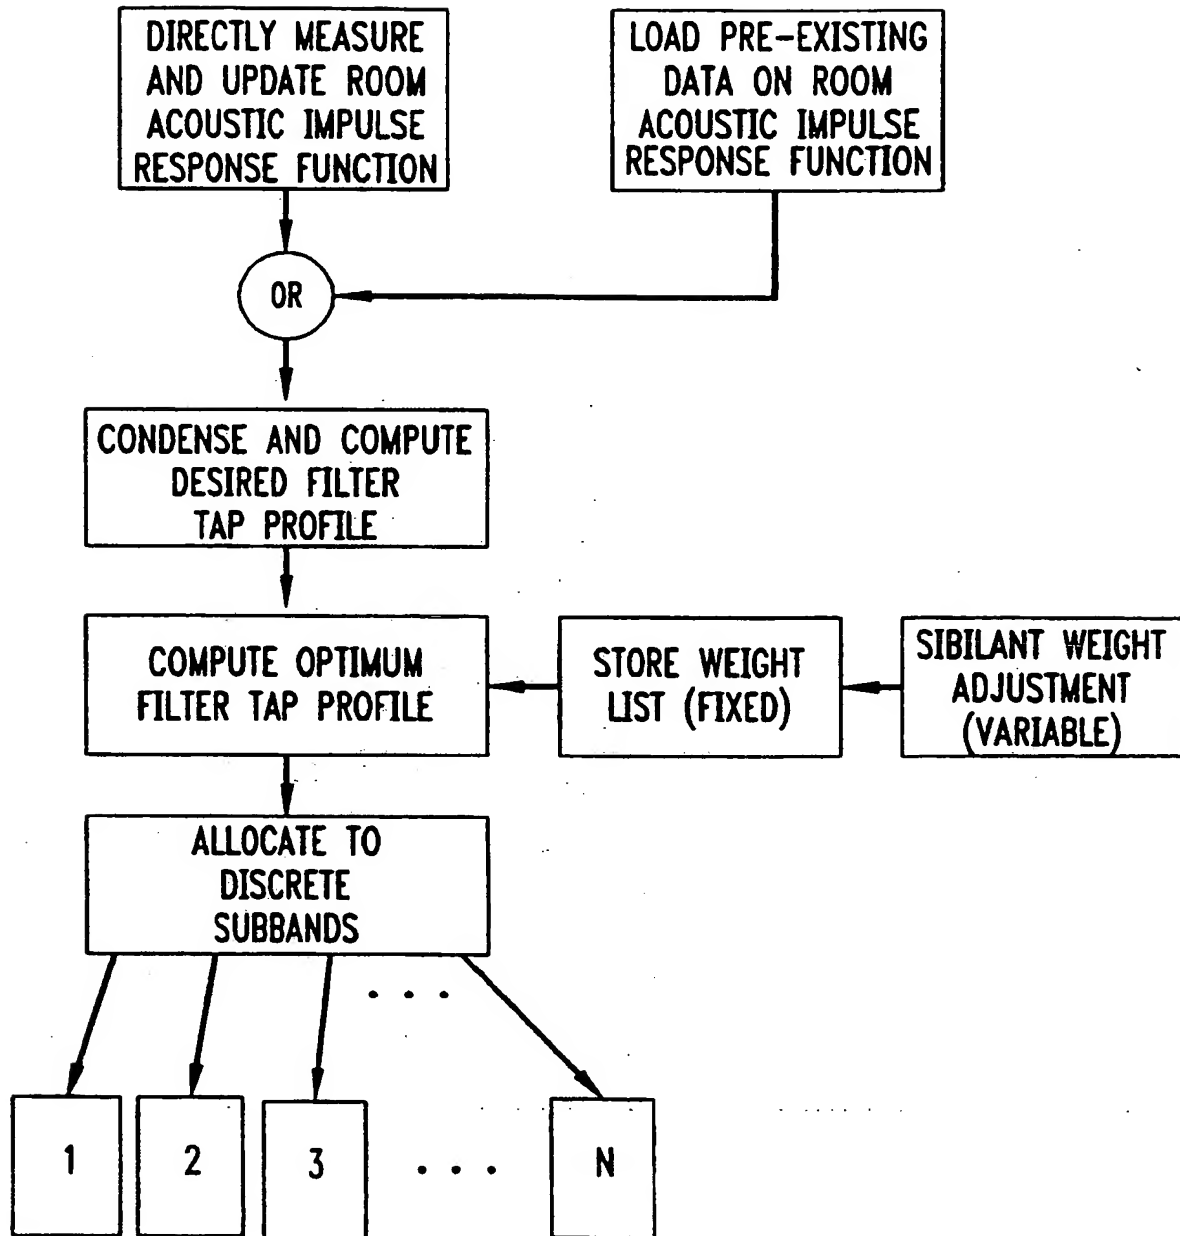 DIRECTLY MEASURE
AND UPDATE ROOM
ACOUSTIC IMPULSE
RESPONSE FUNCTION
LOAD PRE-EXISTING
DATA ON ROOM
ACOUSTIC IMPULSE
RESPONSE FUNCTION
OR
CONDENSE AND COMPUTE
DESIRED FILTER
TAP PROFILE
COMPUTE OPTIMUM
FILTER TAP PROFILE
STORE WEIGHT
LIST (FIXED)
SIBILANT WEIGHT
ADJUSTMENT
(VARIABLE)
ALLOCATE TO
DISCRETE
SUBBANDS
. . .
1
2
3
. . .
N